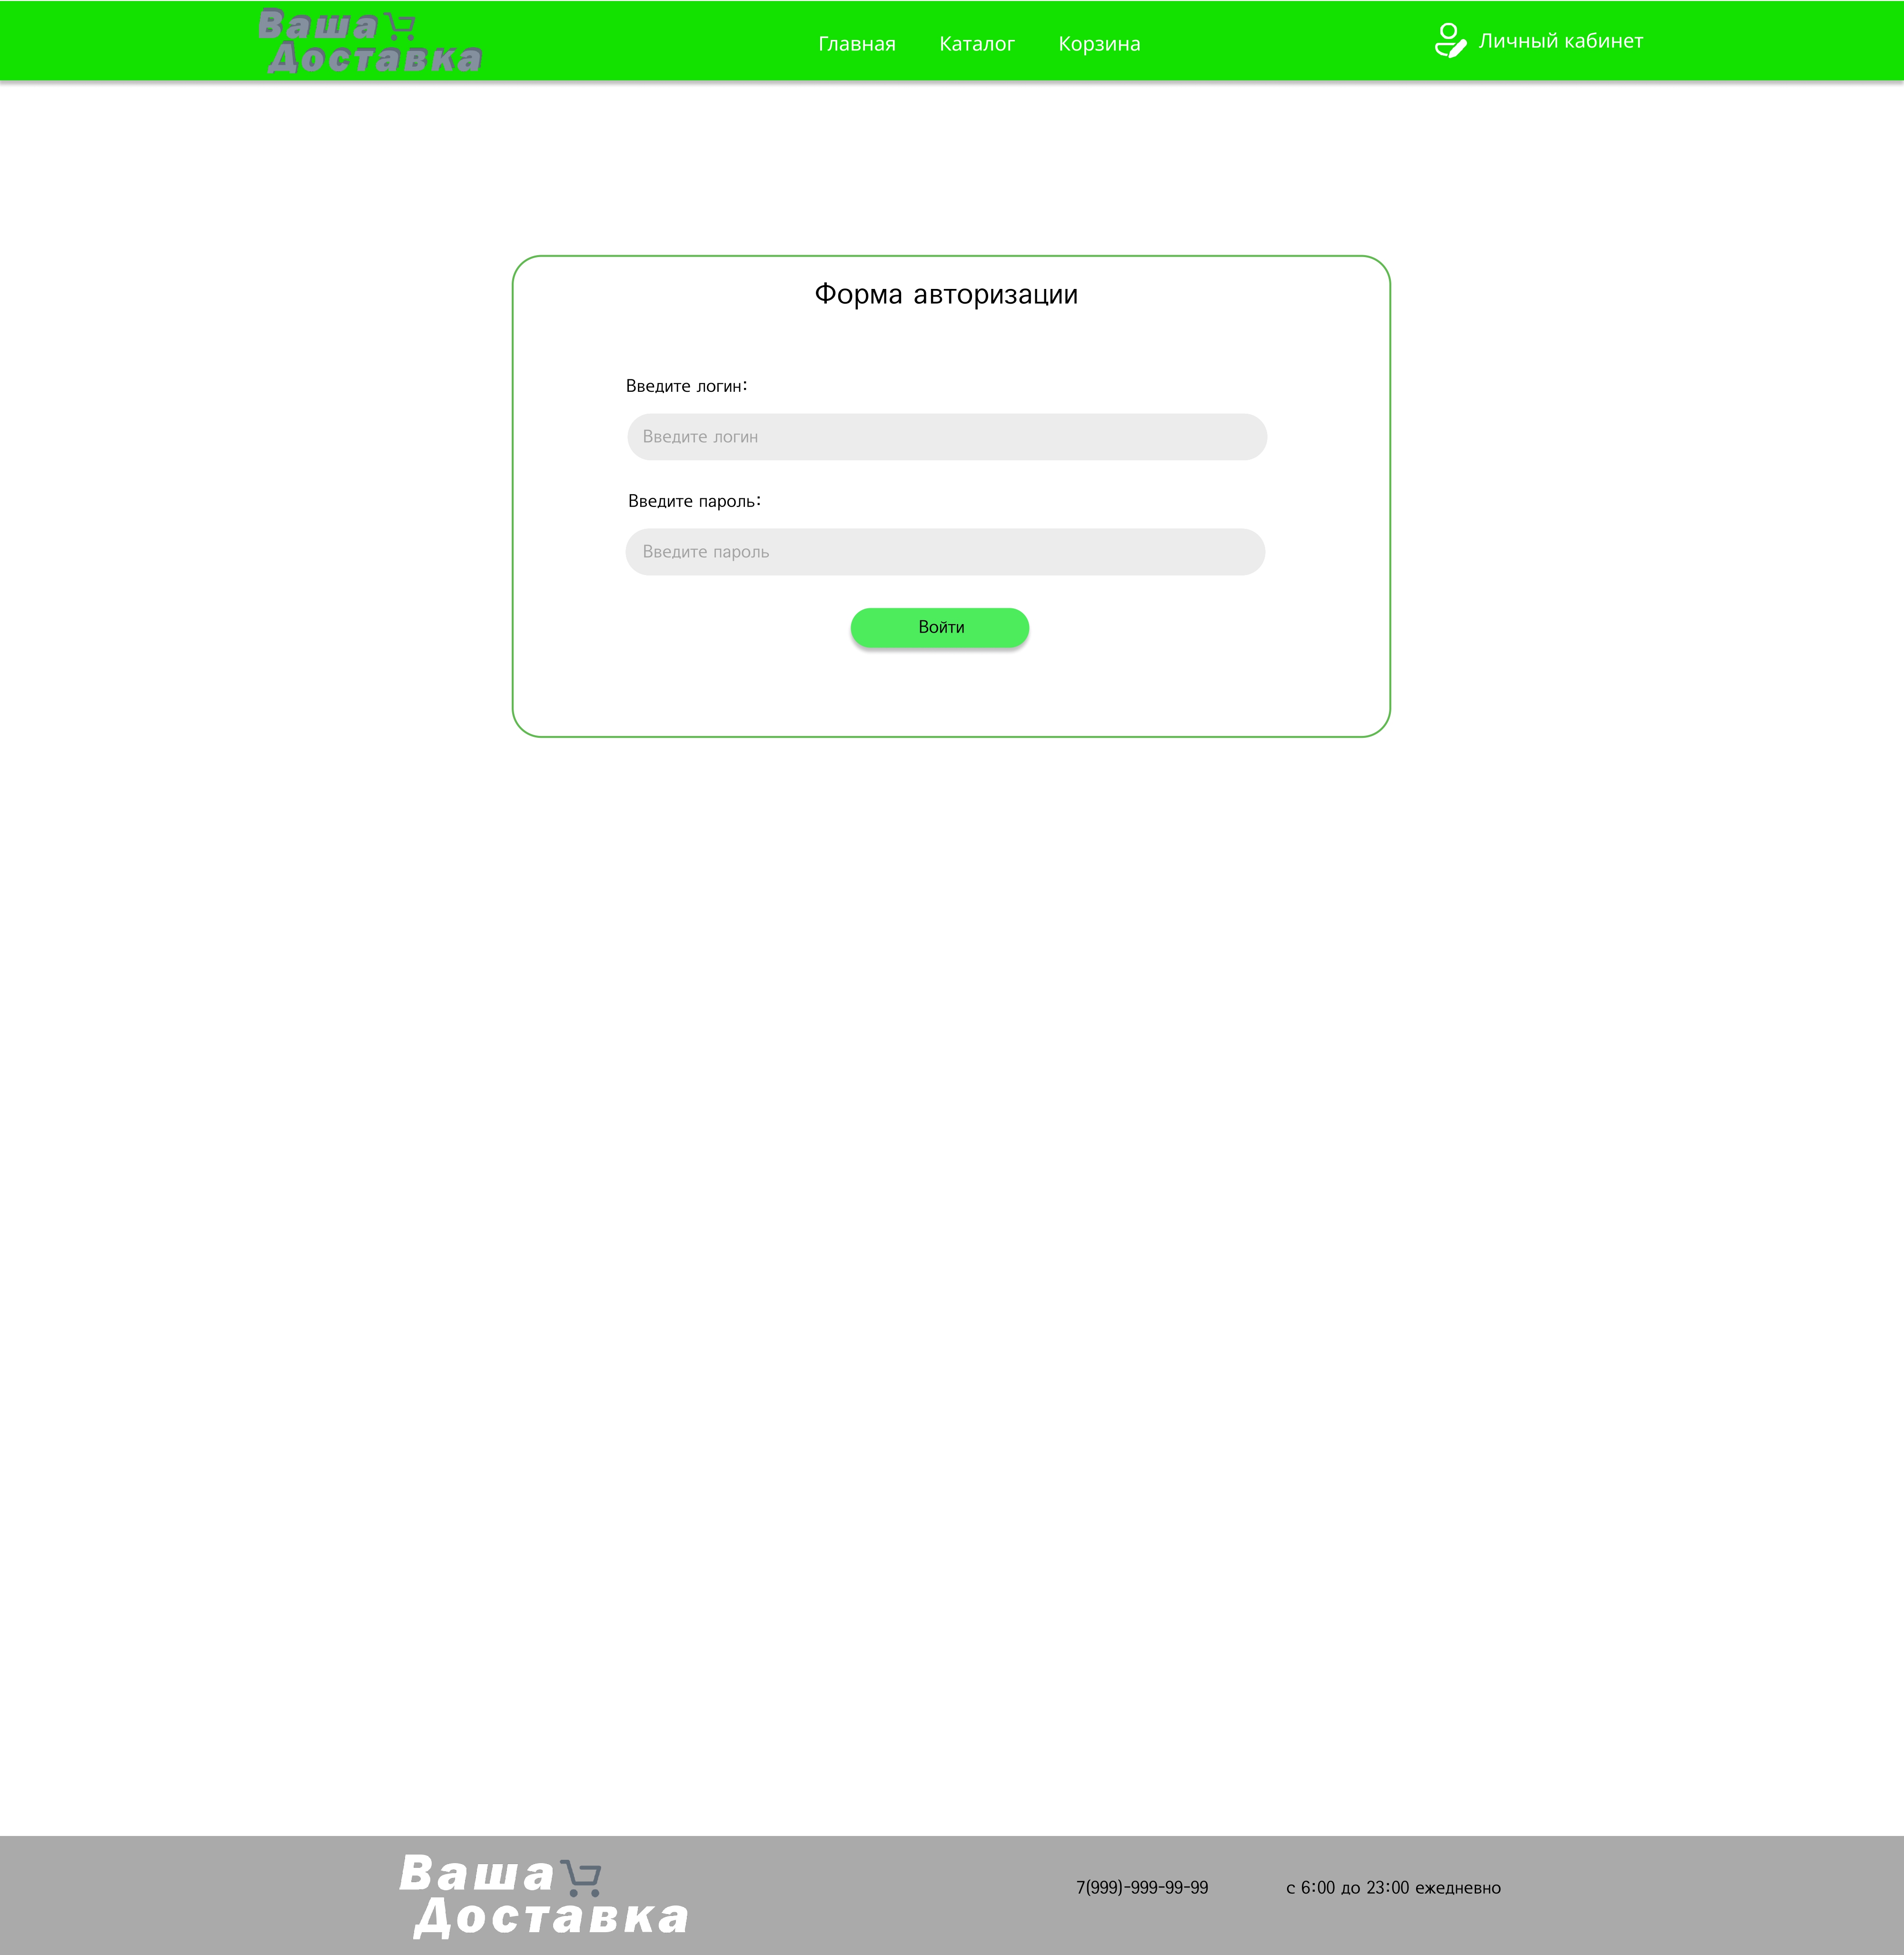 Ваша
Доставка
Главная Каталог Корзина
Личный кабинет
Форма авторизации
Введите логин:
Введите логин
Введите пароль:
Введите пароль
Войти
Ваша
Доставка
7(999)-999-99-99
с 6:00 до 23:00 ежедневно